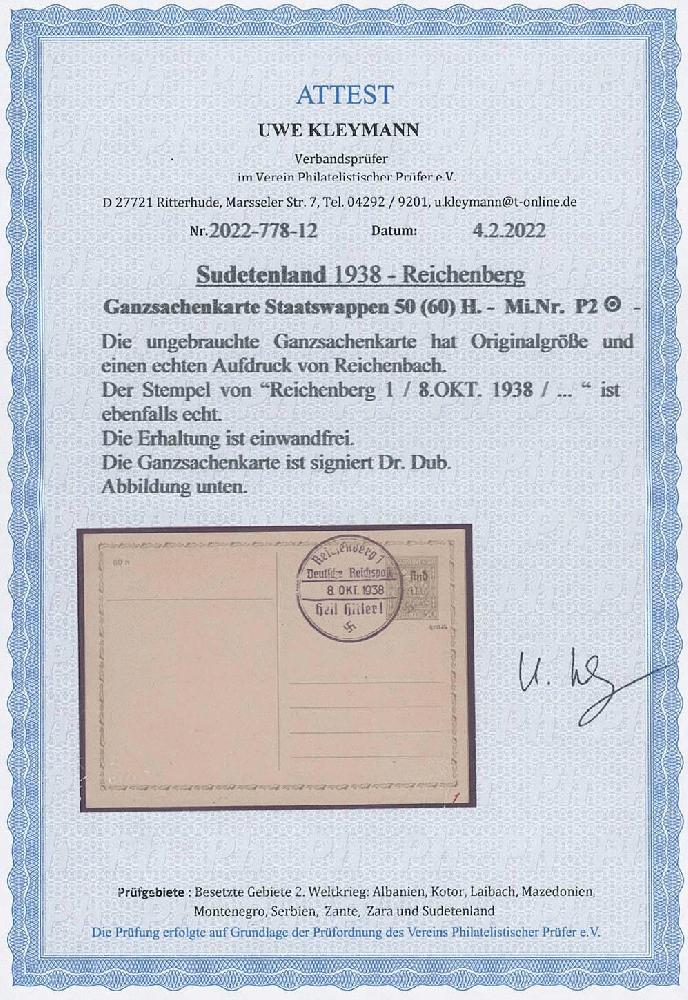 ATTEST
UWE KLEYMANN
Verbandsprüfer
im Verein Philatelistischer Prüfer e.V.
D 27721 Ritterhude, Marsseler Str. 7, Tel. 04292 / 9201, u.kleymann@t-online.de
Nr.2022-778-12 Datum: 4.2.2022
Sudetenland 1938 - Reichenberg
Ganzsachenkarte Staatswappen 50 (60) H. - Mi.Nr. P2 -
Die ungebrauchte Ganzsachenkarte hat Originalgröße und
einen echten Aufdruck von Reichenbach.
Der Stempel von “Reichenberg 1 / 8.OKT. 1938 / ... “ ist
ebenfalls echt.
Die Erhaltung ist einwandfrei.
Die Ganzsachenkarte ist signiert Dr. Dub.
Abbildung unten.
Reichenberg 1
Deutsche Reichspost
8. OKT. 1938
Heil Hitler!
Prüfgebiete : Besetzte Gebiete 2. Weltkrieg: Albanien, Kotor, Laibach, Mazedonien,
Montenegro, Serbien, Zante, Zara und Sudetenland
Die Prüfung erfolgte auf Grundlage der Prüfordnung des Vereins Philatelistischer Prüfer e.V.